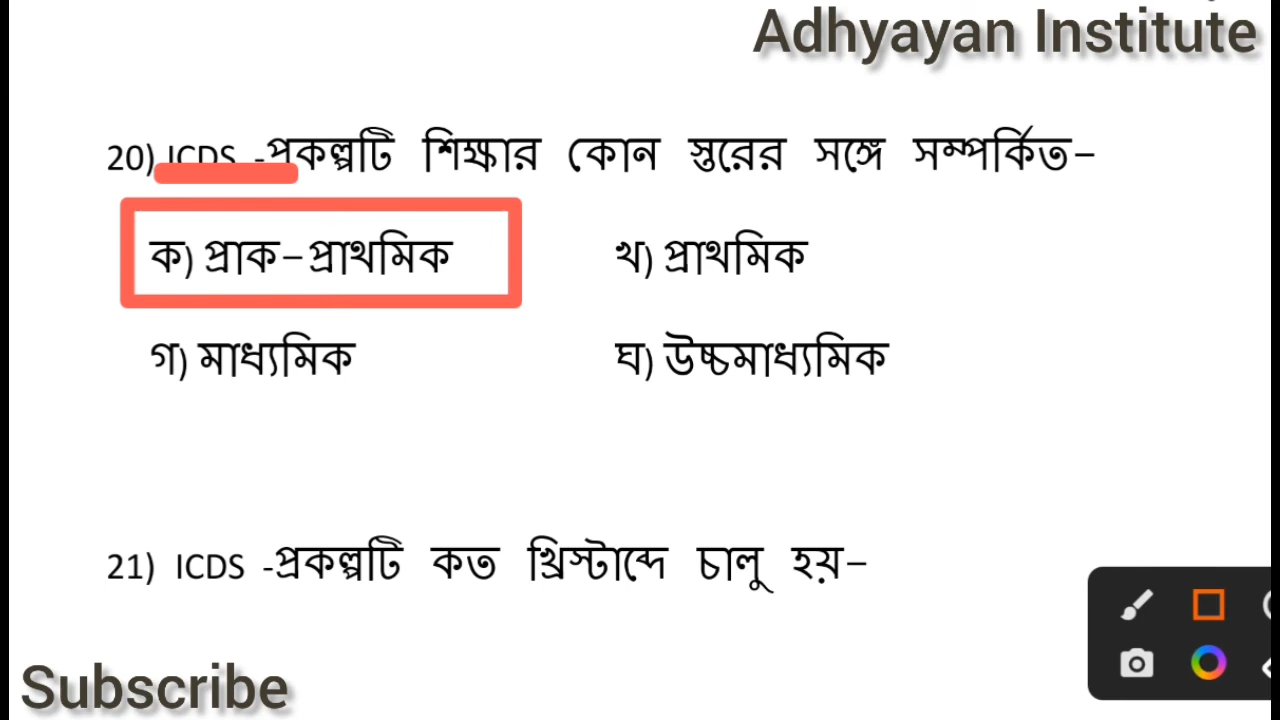 Adhyayan Institute
20) ICDS -প্রকল্পটি শিক্ষার কোন স্তরের সঙ্গে সম্পর্কিত-
ক) প্রাক-প্রাথমিক খ) প্রাথমিক
গ) মাধ্যমিক ঘ) উচ্চমাধ্যমিক
21) ICDS -প্রকল্পটি কত খ্রিস্টাব্দে চালু হয়-
Subscribe